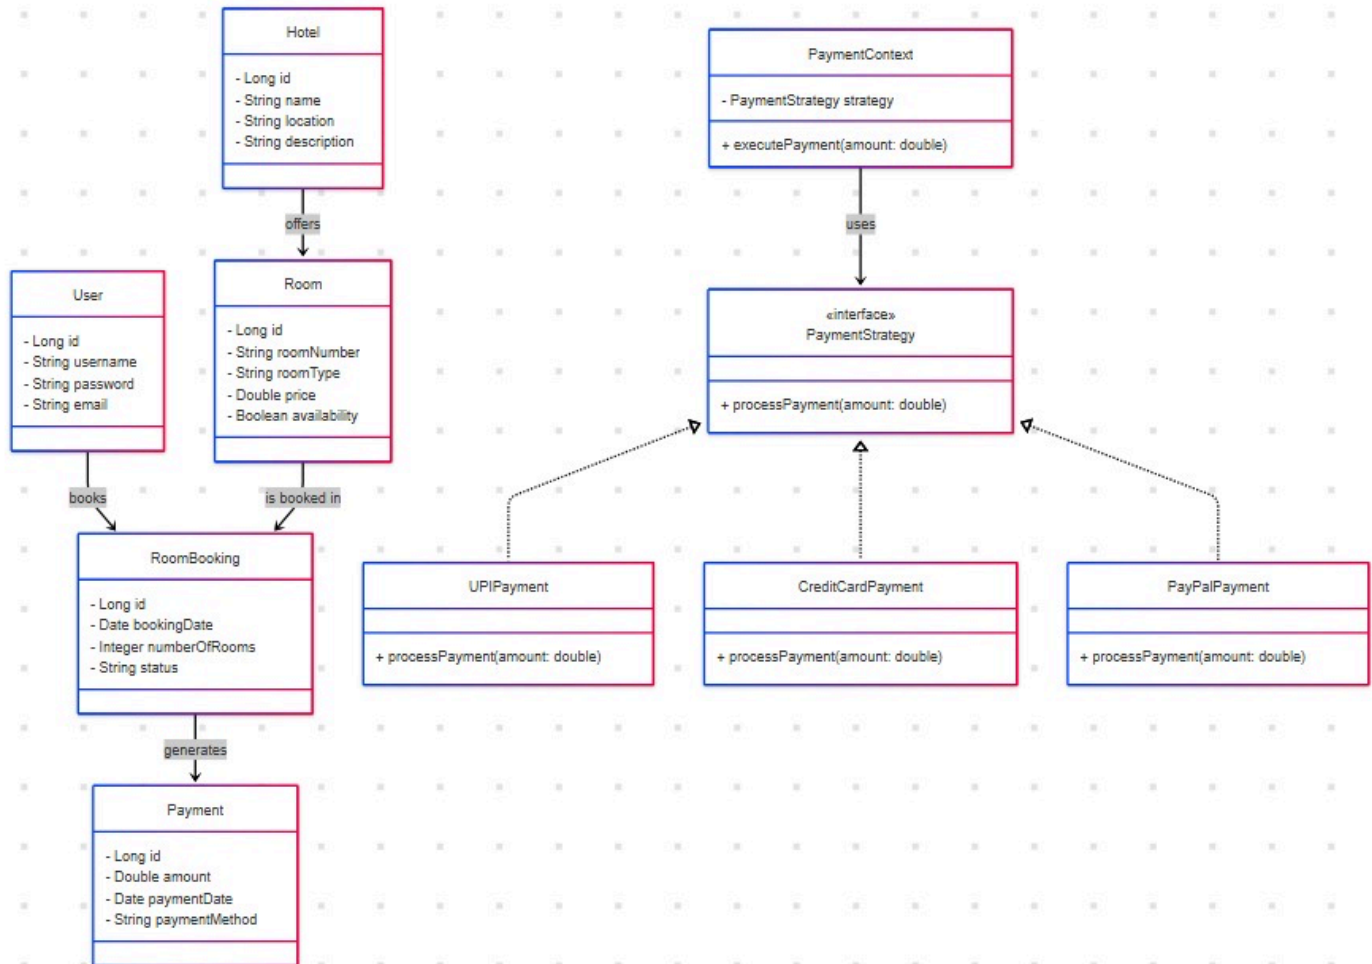 Hotel
- Long id
- String name
- String location
- String description
offers
Room
- Long id
- String roomNumber
- String roomType
- Double price
- Boolean availability
User
- Long id
- String username
- String password
- String email
books
is booked in
RoomBooking
- Long id
- Date bookingDate
- Integer numberOfRooms
- String status
generates
Payment
- Long id
- Double amount
- Date paymentDate
- String paymentMethod
PaymentContext
- PaymentStrategy strategy
+ executePayment(amount: double)
uses
«interface»
PaymentStrategy
+ processPayment(amount: double)
UPIPayment
+ processPayment(amount: double)
CreditCardPayment
+ processPayment(amount: double)
PayPalPayment
+ processPayment(amount: double)